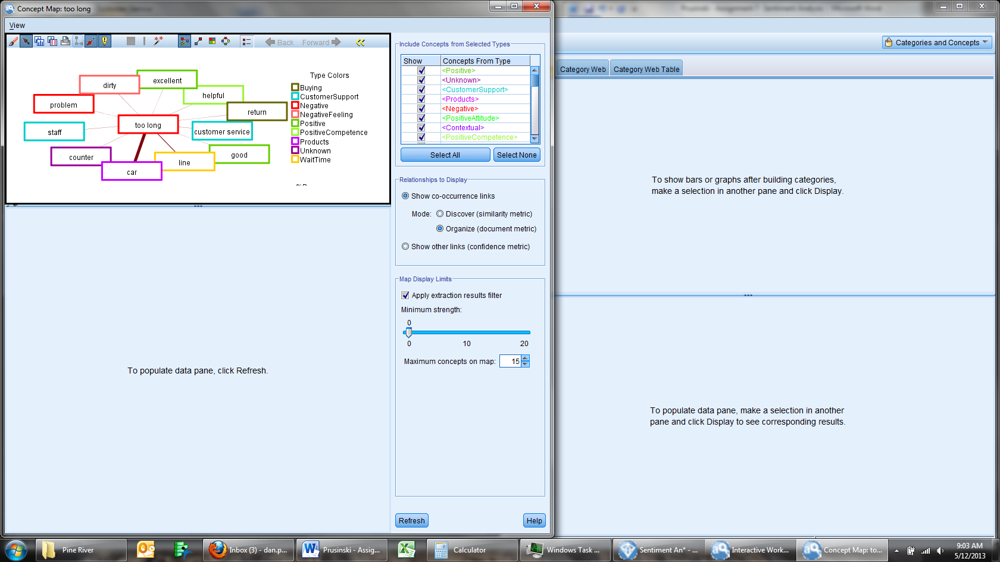 Concept Map: too long
View
Back
Forward
excellent
dirty
helpful
problem
return
too long
staff
customer service
counter
good
line
car
Type Colors
Buying
CustomerSupport
Negative
NegativeFeeling
Positive
PositiveCompetence
Products
Unknown
WaitTime
Include Concepts from Selected Types
Show Concepts From Type
<Positive>
<Unknown>
<CustomerSupport>
<Products>
<Negative>
<PositiveAttitude>
<Contextual>
<PositiveCompetence>
Select All
Select None
Relationships to Display
Show co-occurrence links
Mode: Discover (similarity metric)
Organize (document metric)
Show other links (confidence metric)
Map Display Limits
Apply extraction results filter
Minimum strength:
0
0 10 20
Maximum concepts on map: 15
Refresh
Help
To populate data pane, click Refresh.
Categories and Concepts
Category Web
Category Web Table
To show bars or graphs after building categories,
make a selection in another pane and click Display.
To populate data pane, make a selection in another
pane and click Display to see corresponding results.
Pine River
Inbox (3) - dan.p...
Prusinski - Assig...
Calculator
Windows Task ...
Sentiment An* - ...
Interactive Work...
Concept Map: to...
9:03 AM
5/12/2013